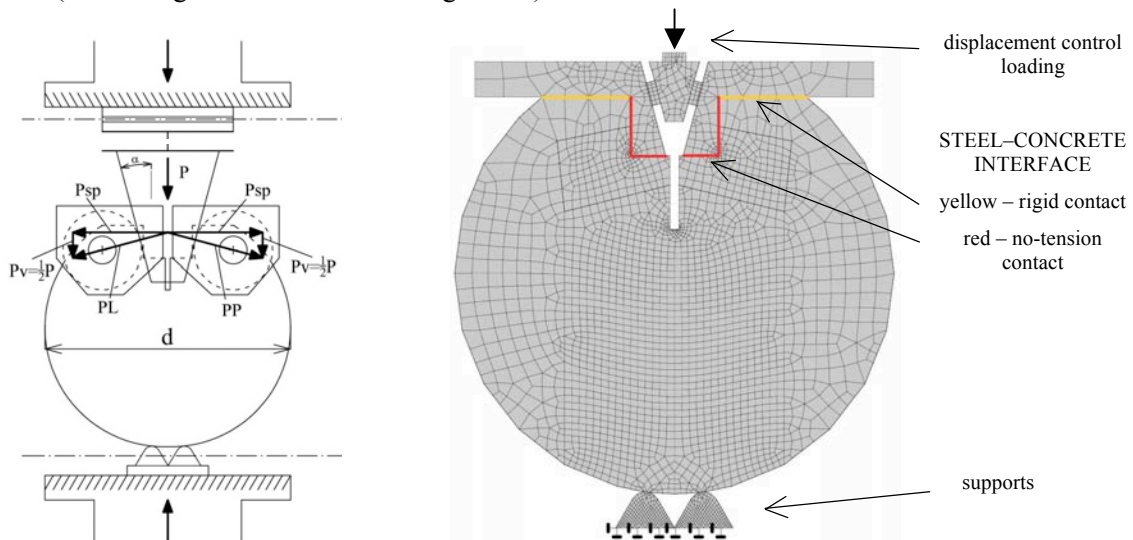 α
P
Psp
Psp
Pv=½P
Pv=½P
PL
PP
d
displacement control
loading
STEEL–CONCRETE
INTERFACE
yellow – rigid contact
red – no-tension
contact
supports